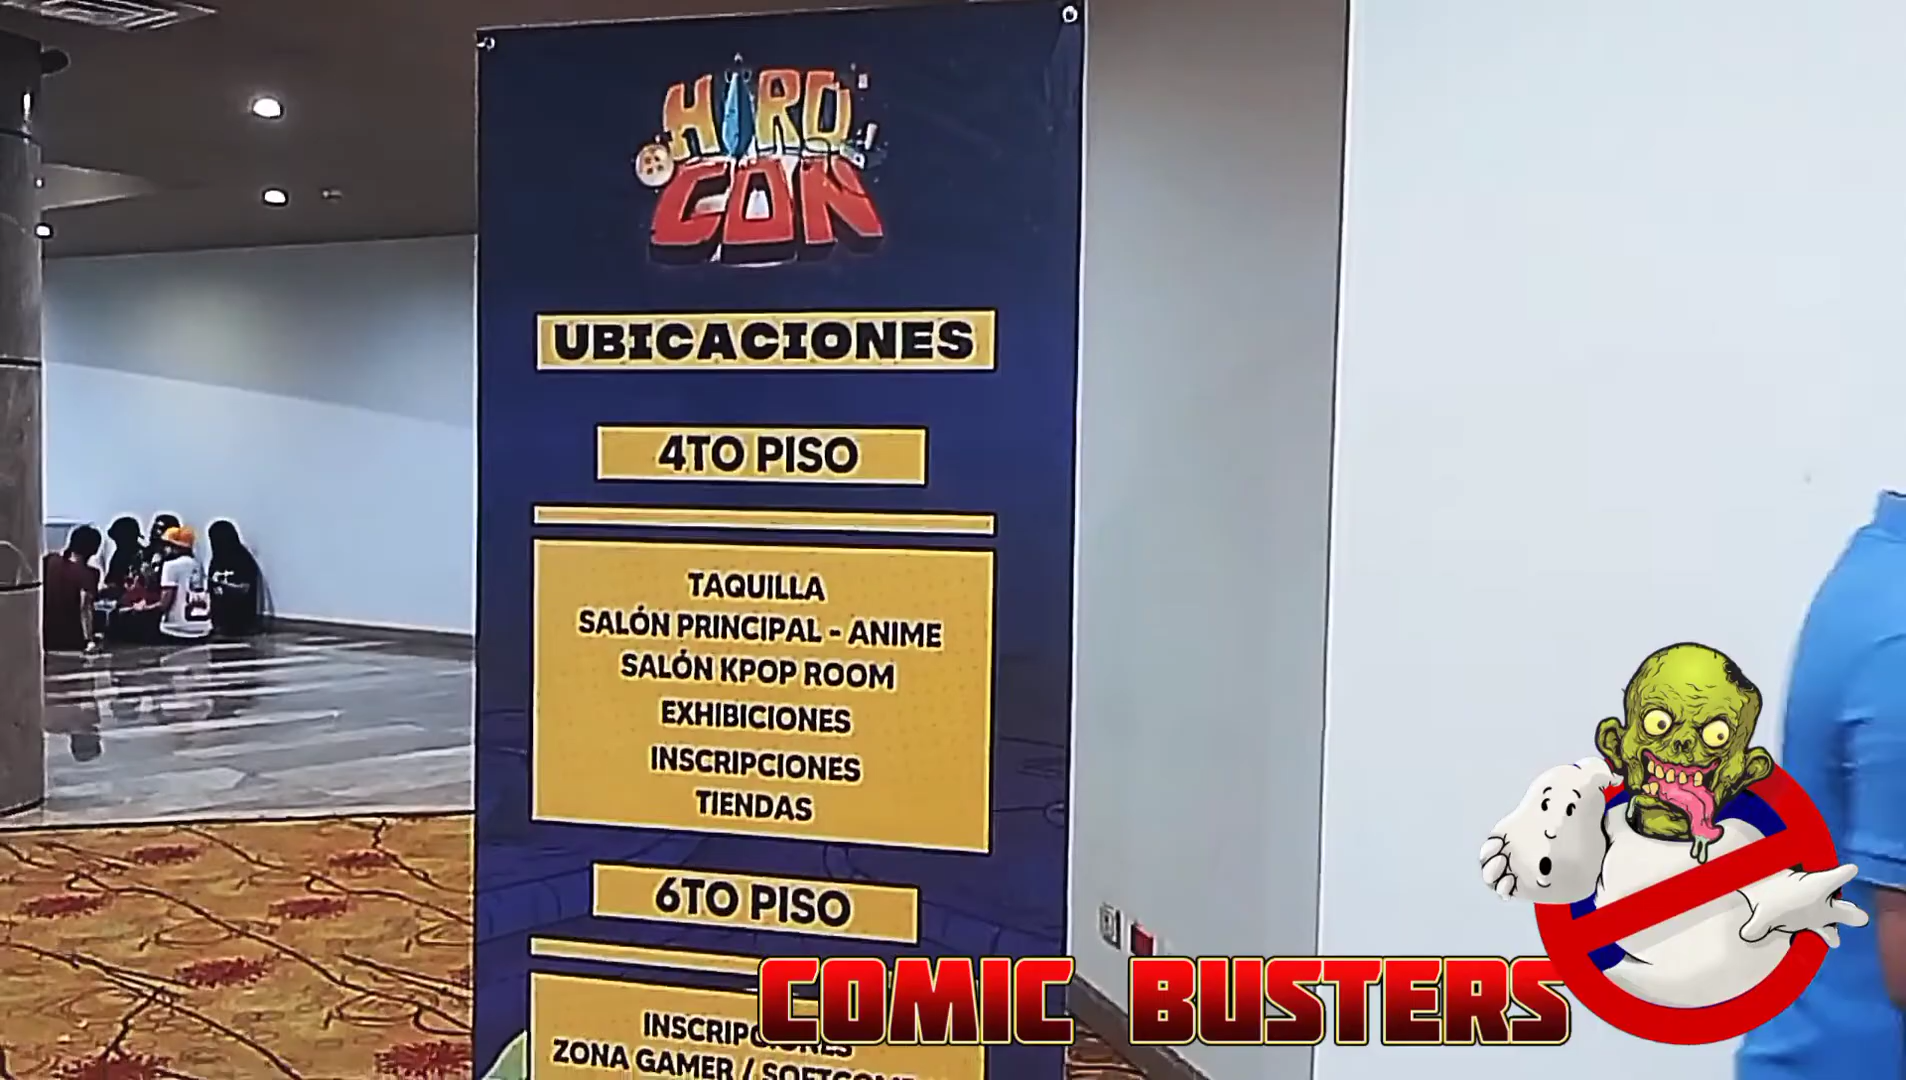 HIRO
CON
UBICACIONES
4TO PISO
TAQUILLA
SALÓN PRINCIPAL - ANIME
SALÓN KPOP ROOM
EXHIBICIONES
INSCRIPCIONES
TIENDAS
6TO PISO
INSCRIPCIONES
ZONA GAMER /
COMIC BUSTERS